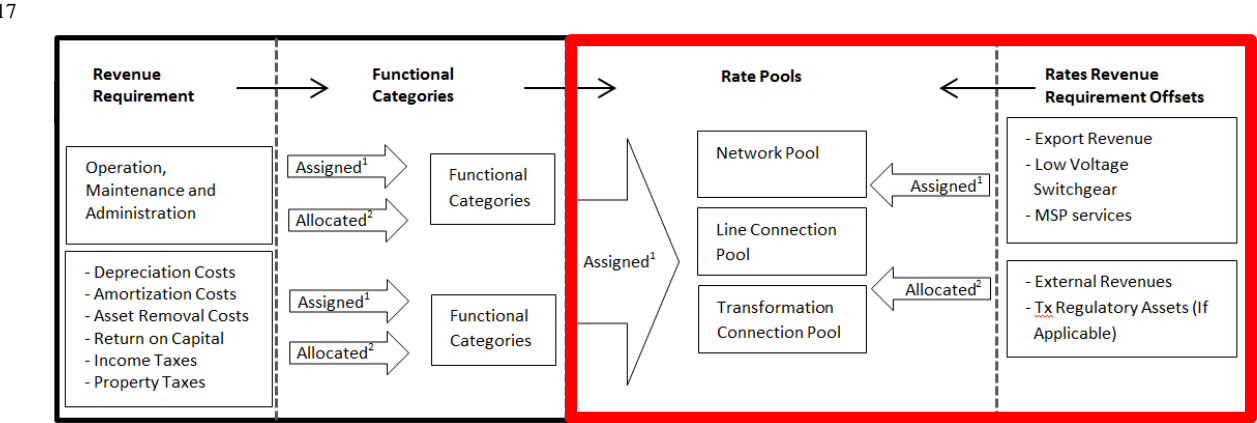 17
Revenue
Requirement
Functional
Categories
Rate Pools
Rates Revenue
Requirement Offsets
Operation,
Maintenance and
Administration
Assigned¹
Allocated²
Functional
Categories
- Depreciation Costs
- Amortization Costs
- Asset Removal Costs
- Return on Capital
- Income Taxes
- Property Taxes
Assigned¹
Allocated²
Functional
Categories
Assigned¹
Network Pool
Line Connection
Pool
Transformation
Connection Pool
Assigned¹
Allocated²
- Export Revenue
- Low Voltage
Switchgear
- MSP services
- External Revenues
- Tx Regulatory Assets (If
Applicable)